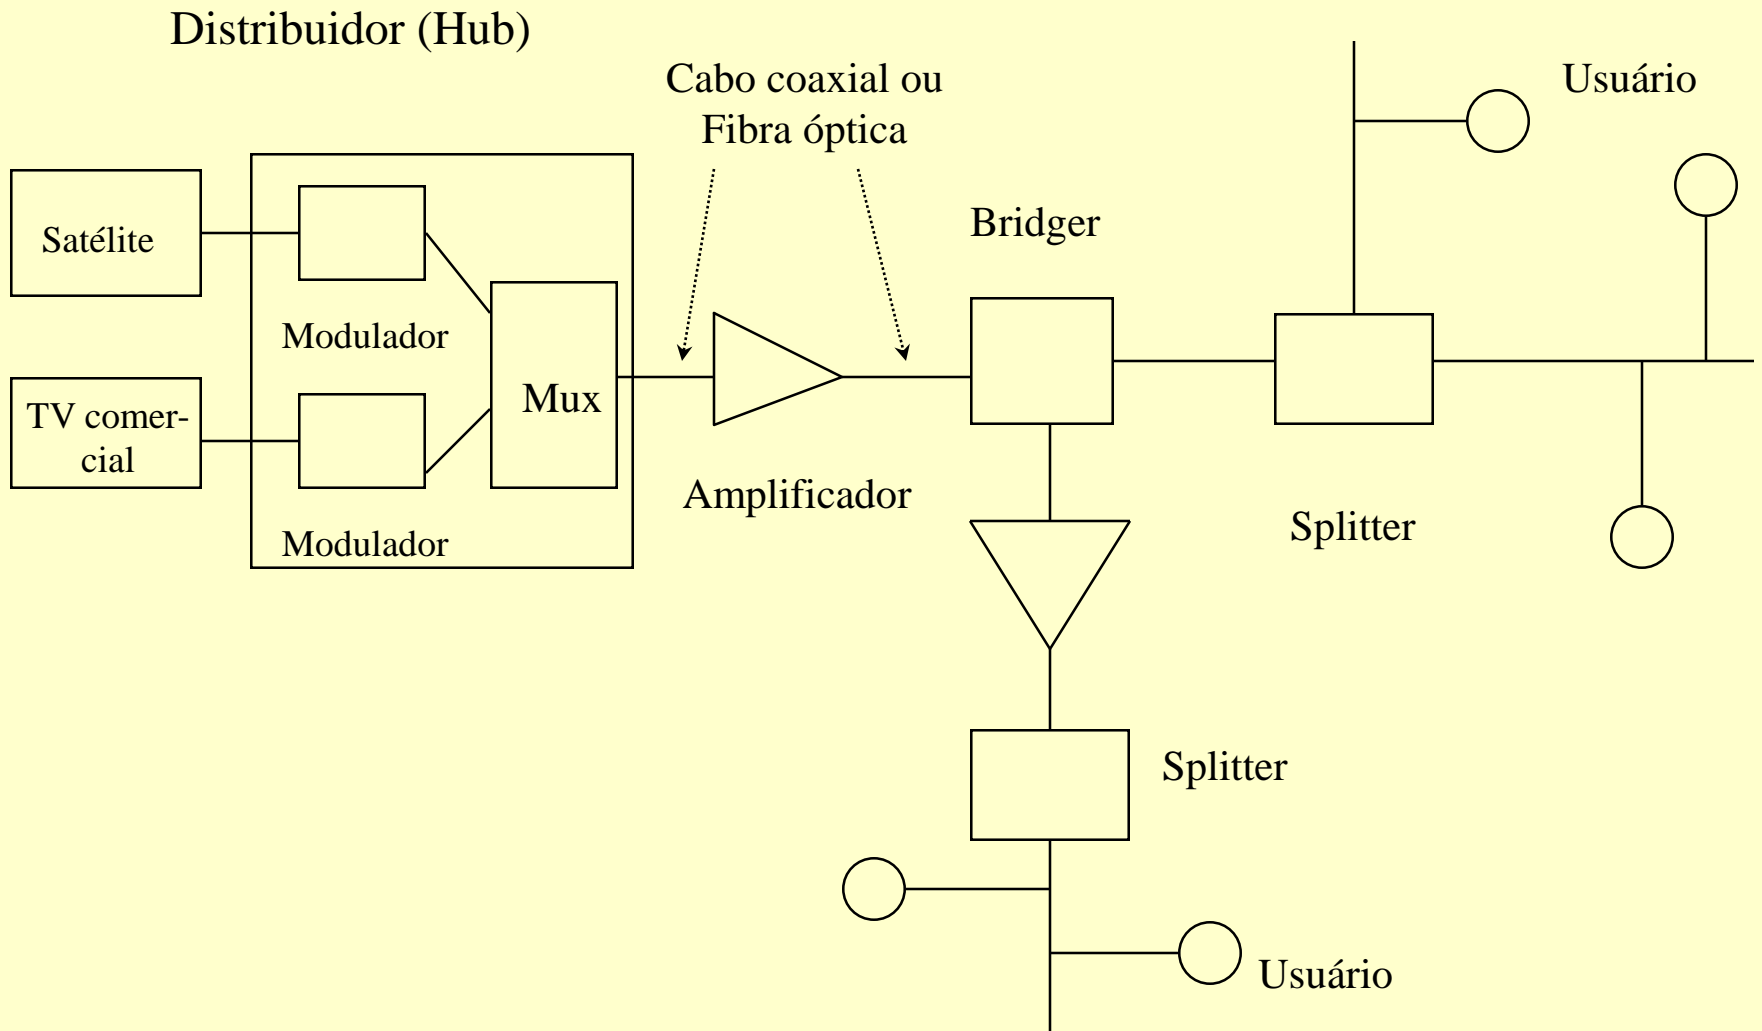 Distribuidor (Hub)
Cabo coaxial ou
Fibra óptica
Usuário
Satélite
Bridger
Modulador
Mux
TV comer-
cial
Amplificador
Splitter
Modulador
Splitter
Usuário